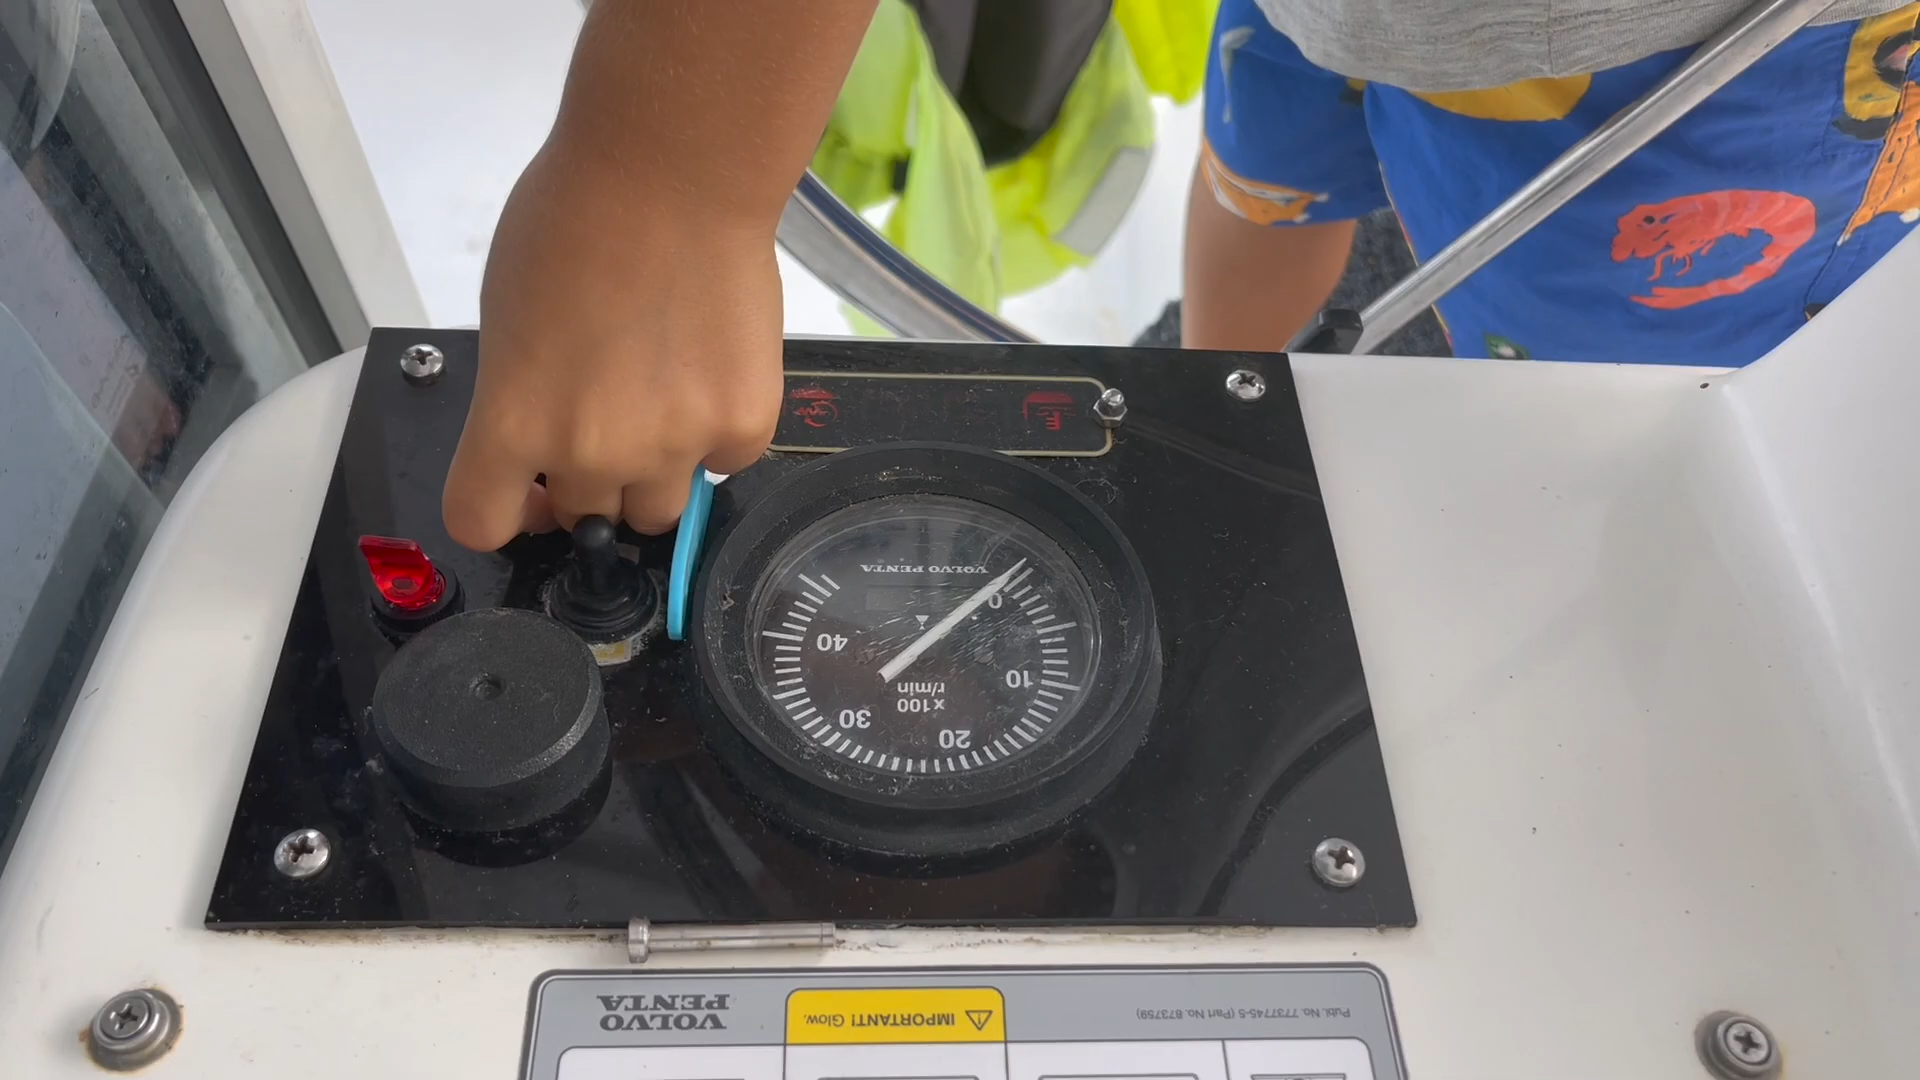 VOLVO PENTA
0
40
10
r/min
x100
30
20
VOLVO
PENTA
IMPORTANT! Glow.
Publ. No. 7737745-5 (Part No. 873759)